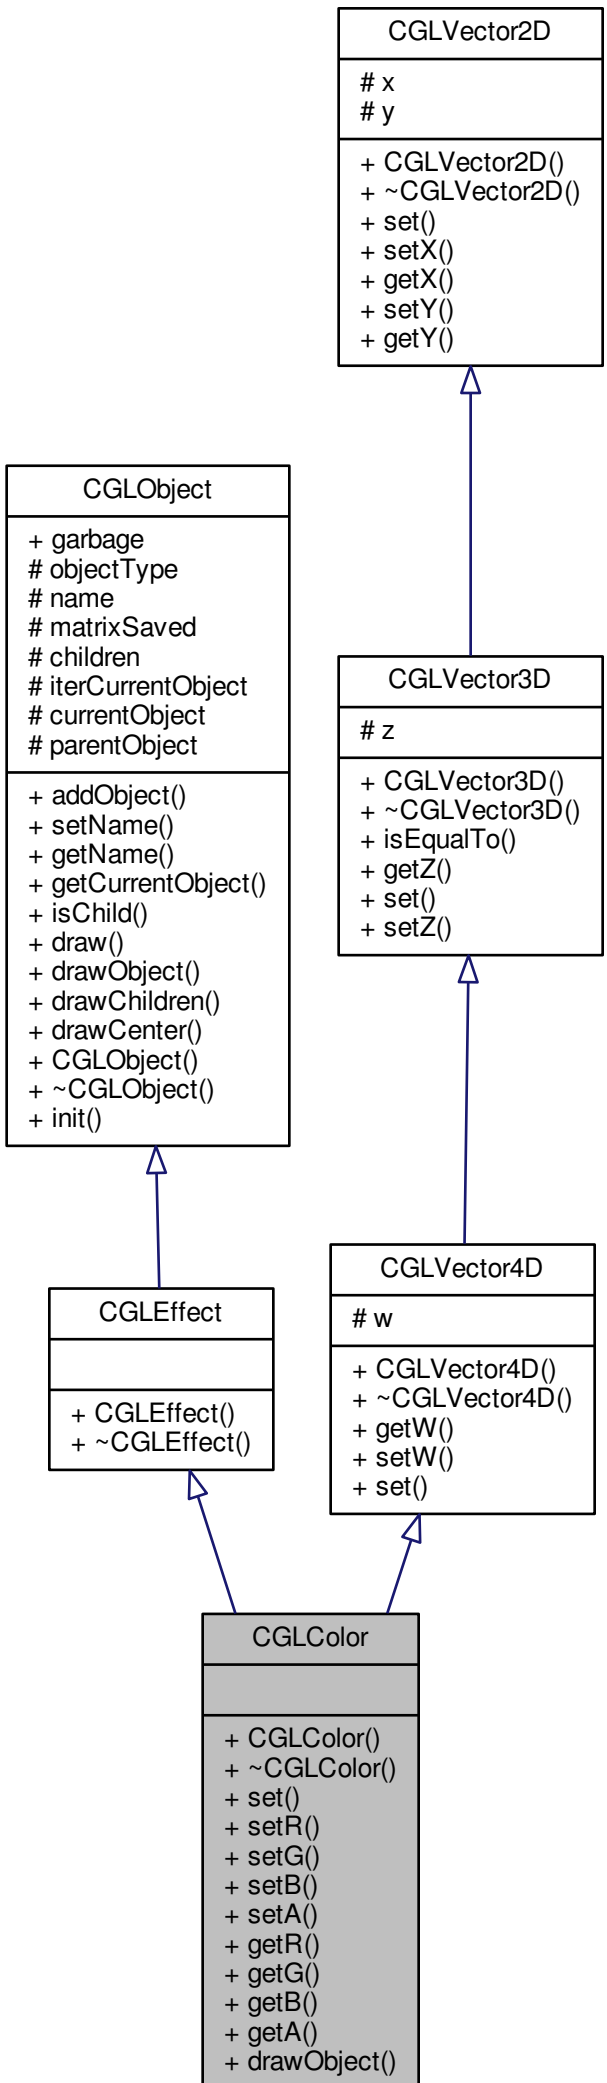 CGLVector2D
# x
# y
+ CGLVector2D()
+ ~CGLVector2D()
+ set()
+ setX()
+ getX()
+ setY()
+ getY()
CGLObject
+ garbage
# objectType
# name
# matrixSaved
# children
# iterCurrentObject
# currentObject
# parentObject
+ addObject()
+ setName()
+ getName()
+ getCurrentObject()
+ isChild()
+ draw()
+ drawObject()
+ drawChildren()
+ drawCenter()
+ CGLObject()
+ ~CGLObject()
+ init()
CGLVector3D
# z
+ CGLVector3D()
+ ~CGLVector3D()
+ isEqualTo()
+ getZ()
+ set()
+ setZ()
CGLEffect
+ CGLEffect()
+ ~CGLEffect()
CGLVector4D
# w
+ CGLVector4D()
+ ~CGLVector4D()
+ getW()
+ setW()
+ set()
CGLColor
+ CGLColor()
+ ~CGLColor()
+ set()
+ setR()
+ setG()
+ setB()
+ setA()
+ getR()
+ getG()
+ getB()
+ getA()
+ drawObject()